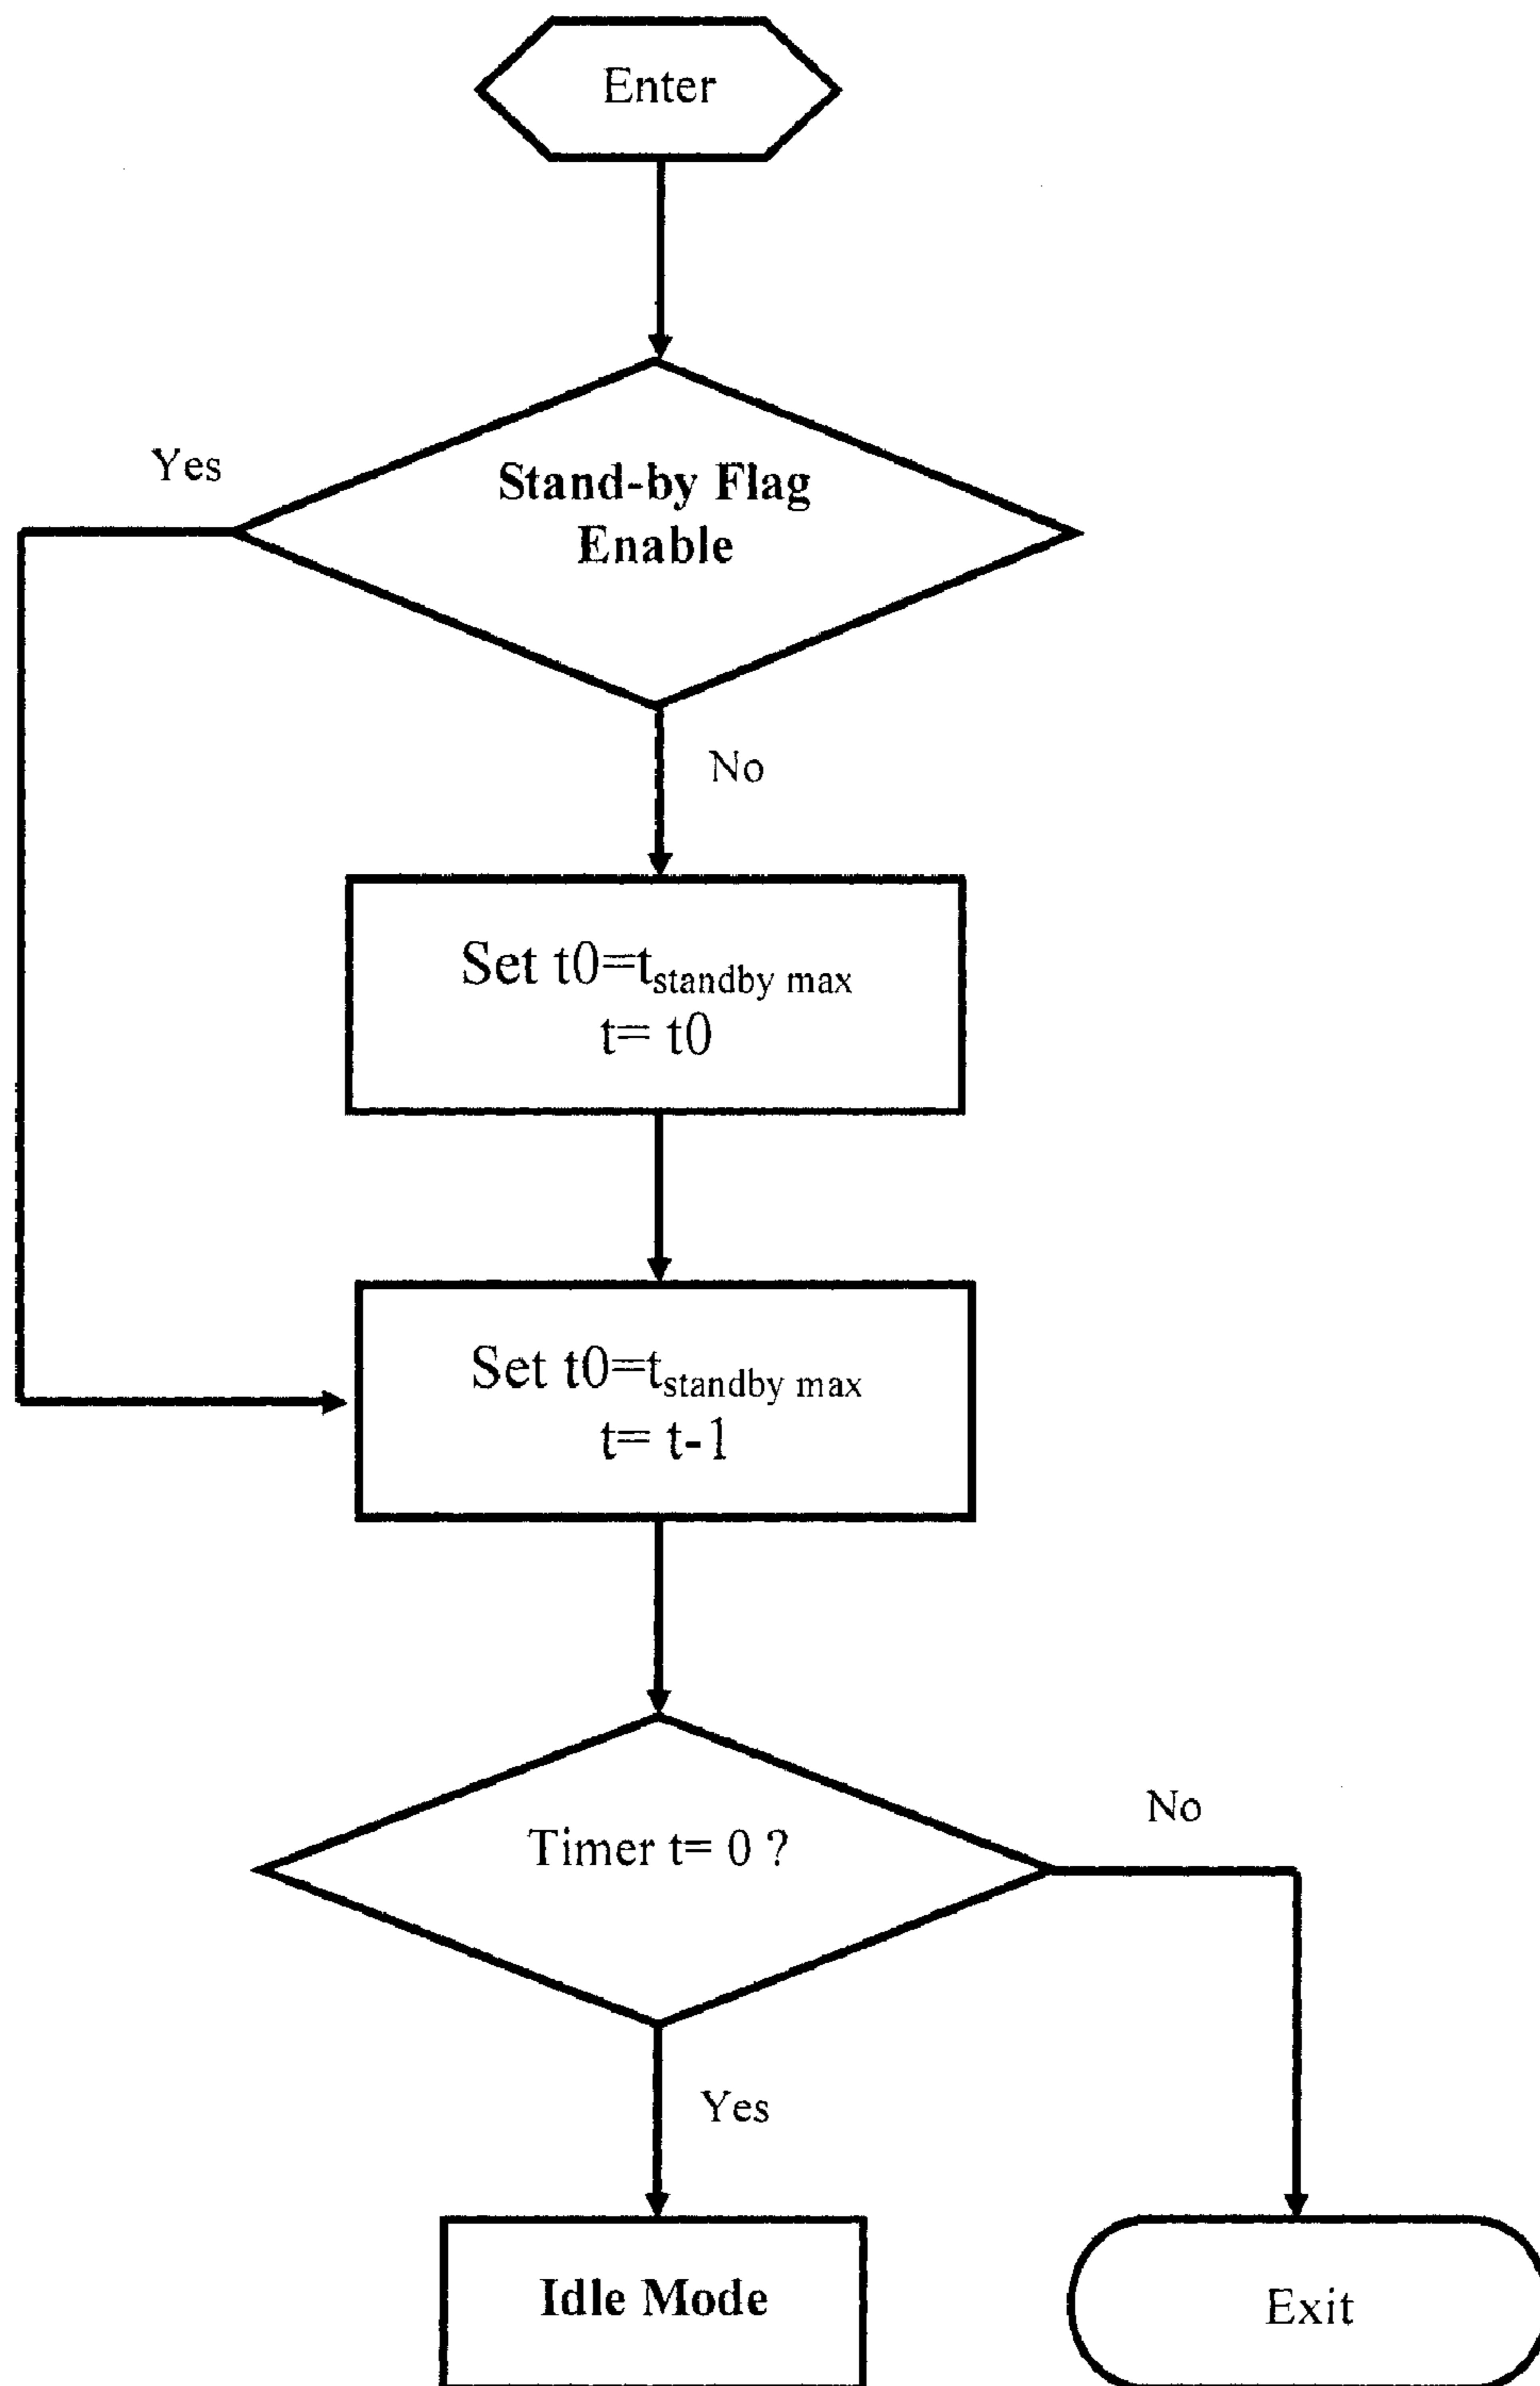 Enter
Yes
Stand-by Flag
Enable
No
Set t0=tstandby max
t= t0
Set t0=tstandby max
t= t-1
Timer t= 0 ?
No
Yes
Idle Mode
Exit